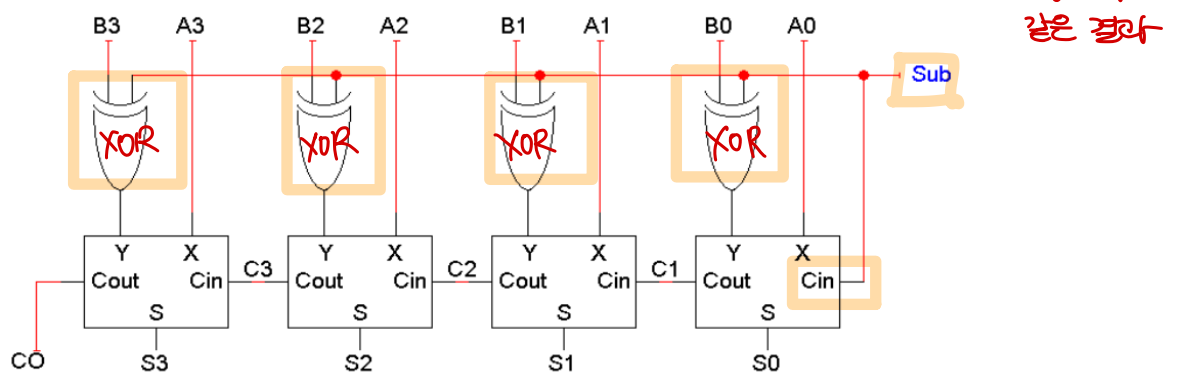 같은 결과
B3 A3 B2 A2 B1 A1 B0 A0
Sub
XOR XOR XOR XOR
Y X Y X Y X Y X
Cout Cin C3 Cout Cin C2 Cout Cin C1 Cout Cin
S S S S
CO S3 S2 S1 S0